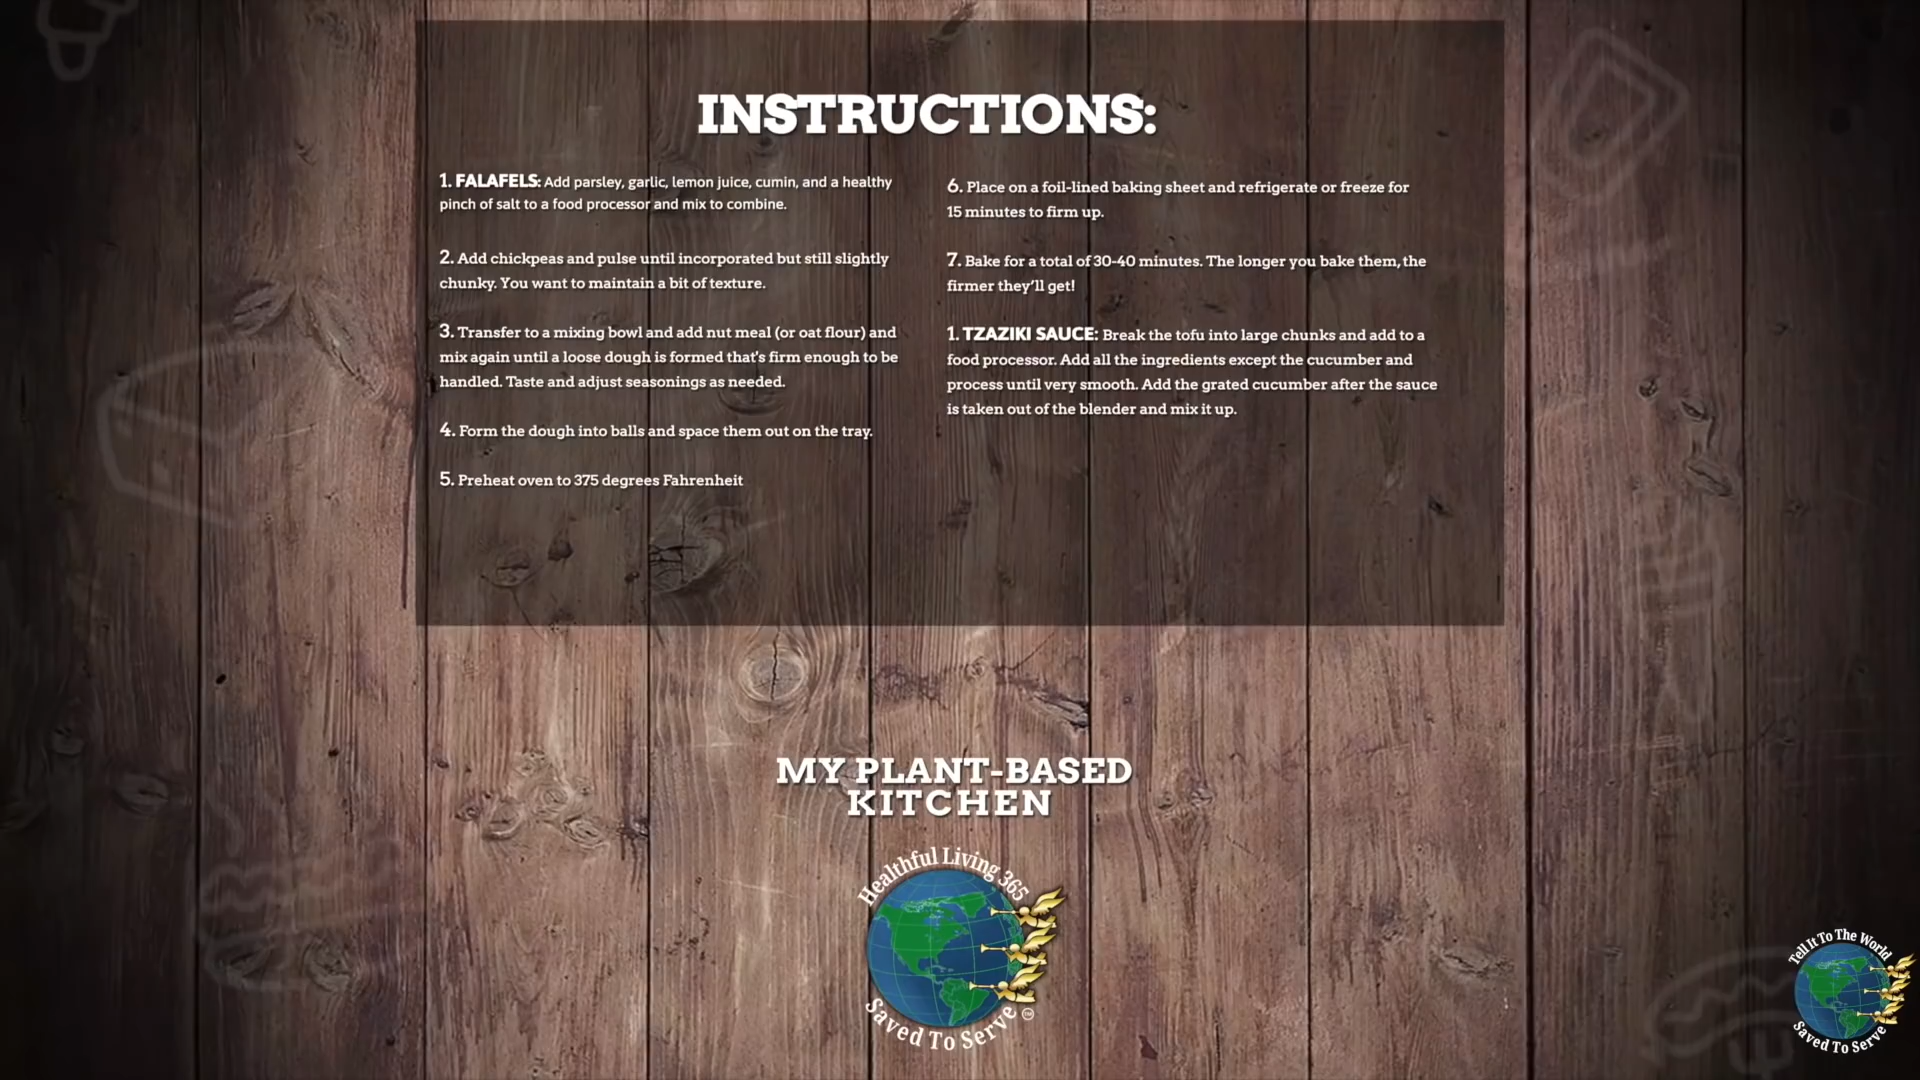 INSTRUCTIONS:
1. FALAFELS: Add parsley, garlic, lemon juice, cumin, and a healthy
pinch of salt to a food processor and mix to combine.
2. Add chickpeas and pulse until incorporated but still slightly
chunky. You want to maintain a bit of texture.
3. Transfer to a mixing bowl and add nut meal (or oat flour) and
mix again until a loose dough is formed that's firm enough to be
handled. Taste and adjust seasonings as needed.
4. Form the dough into balls and space them out on the tray.
5. Preheat oven to 375 degrees Fahrenheit
6. Place on a foil-lined baking sheet and refrigerate or freeze for
15 minutes to firm up.
7. Bake for a total of 30-40 minutes. The longer you bake them, the
firmer they'll get!
1. TZAZIKI SAUCE: Break the tofu into large chunks and add to a
food processor. Add all the ingredients except the cucumber and
process until very smooth. Add the grated cucumber after the sauce
is taken out of the blender and mix it up.
MY PLANT-BASED
KITCHEN
Healthful Living 365
Saved To Serve TM
Tell It To The World
Saved To Serve